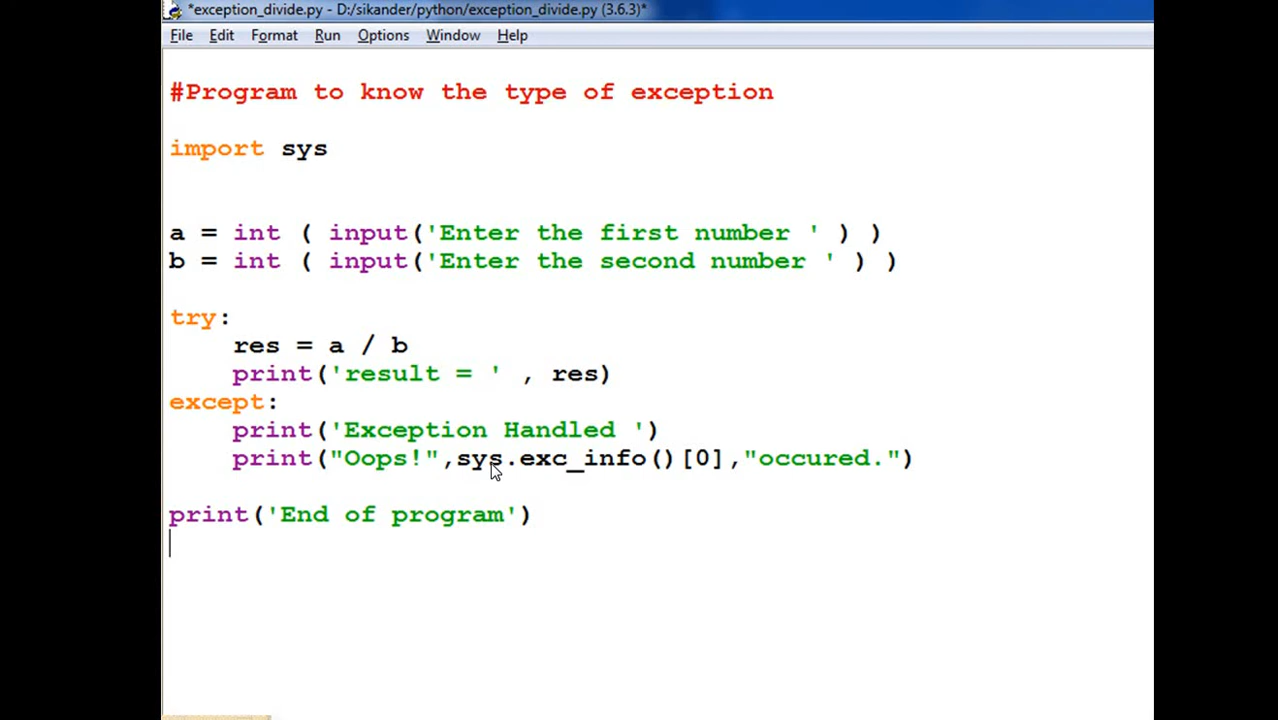 *exception_divide.py - D:/sikander/python/exception_divide.py (3.6.3)*
File Edit Format Run Options Window Help
#Program to know the type of exception
import sys
a = int ( input('Enter the first number ' ) )
b = int ( input('Enter the second number ' ) )
try:
    res = a / b
    print('result = ' , res)
except:
    print('Exception Handled ')
    print("Oops!",sys.exc_info()[0],"occured.")
print('End of program')